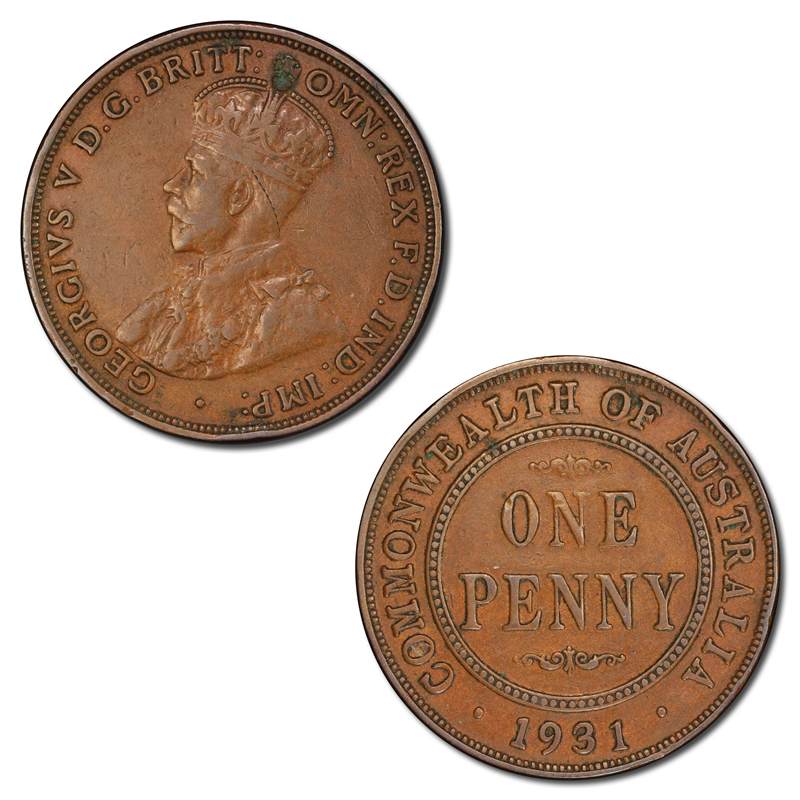 GEORGIVS V D.G.BRITT: OMN:REX F.D.IND:IMP:
COMMONWEALTH OF AUSTRALIA
ONE
PENNY
1931